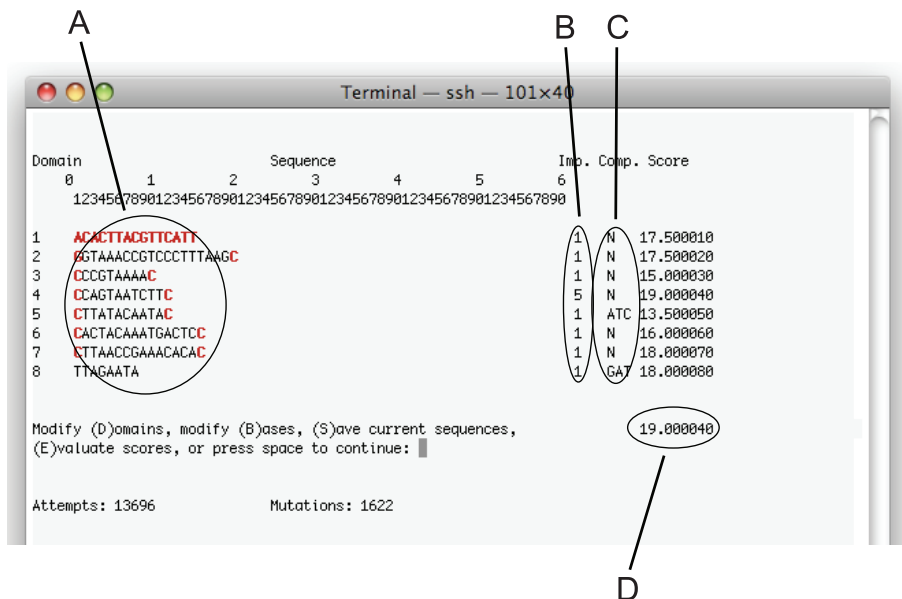 A B C
Terminal — ssh — 101×40
Domain Sequence Imp. Comp. Score
0 1 2 3 4 5 6
123456789012345678901234567890123456789012345678901234567890
1 ACACTTACGTTCATT 1 N 17.500010
2 GGTAAACCGTCCCTTTAAGC 1 N 17.500020
3 CCCGTAAAAC 1 N 15.000030
4 CCAGTAATCTTC 5 N 19.000040
5 CTTATACAATAC 1 ATC 13.500050
6 CACTACAAATGACTCC 1 N 16.000060
7 CTTAACCGAAACACAC 1 N 18.000070
8 TTAGAATA 1 GAT 18.000080
Modify (D)omains, modify (B)ases, (S)ave current sequences, 19.000040
(E)valuate scores, or press space to continue:
Attempts: 13696 Mutations: 1622
D